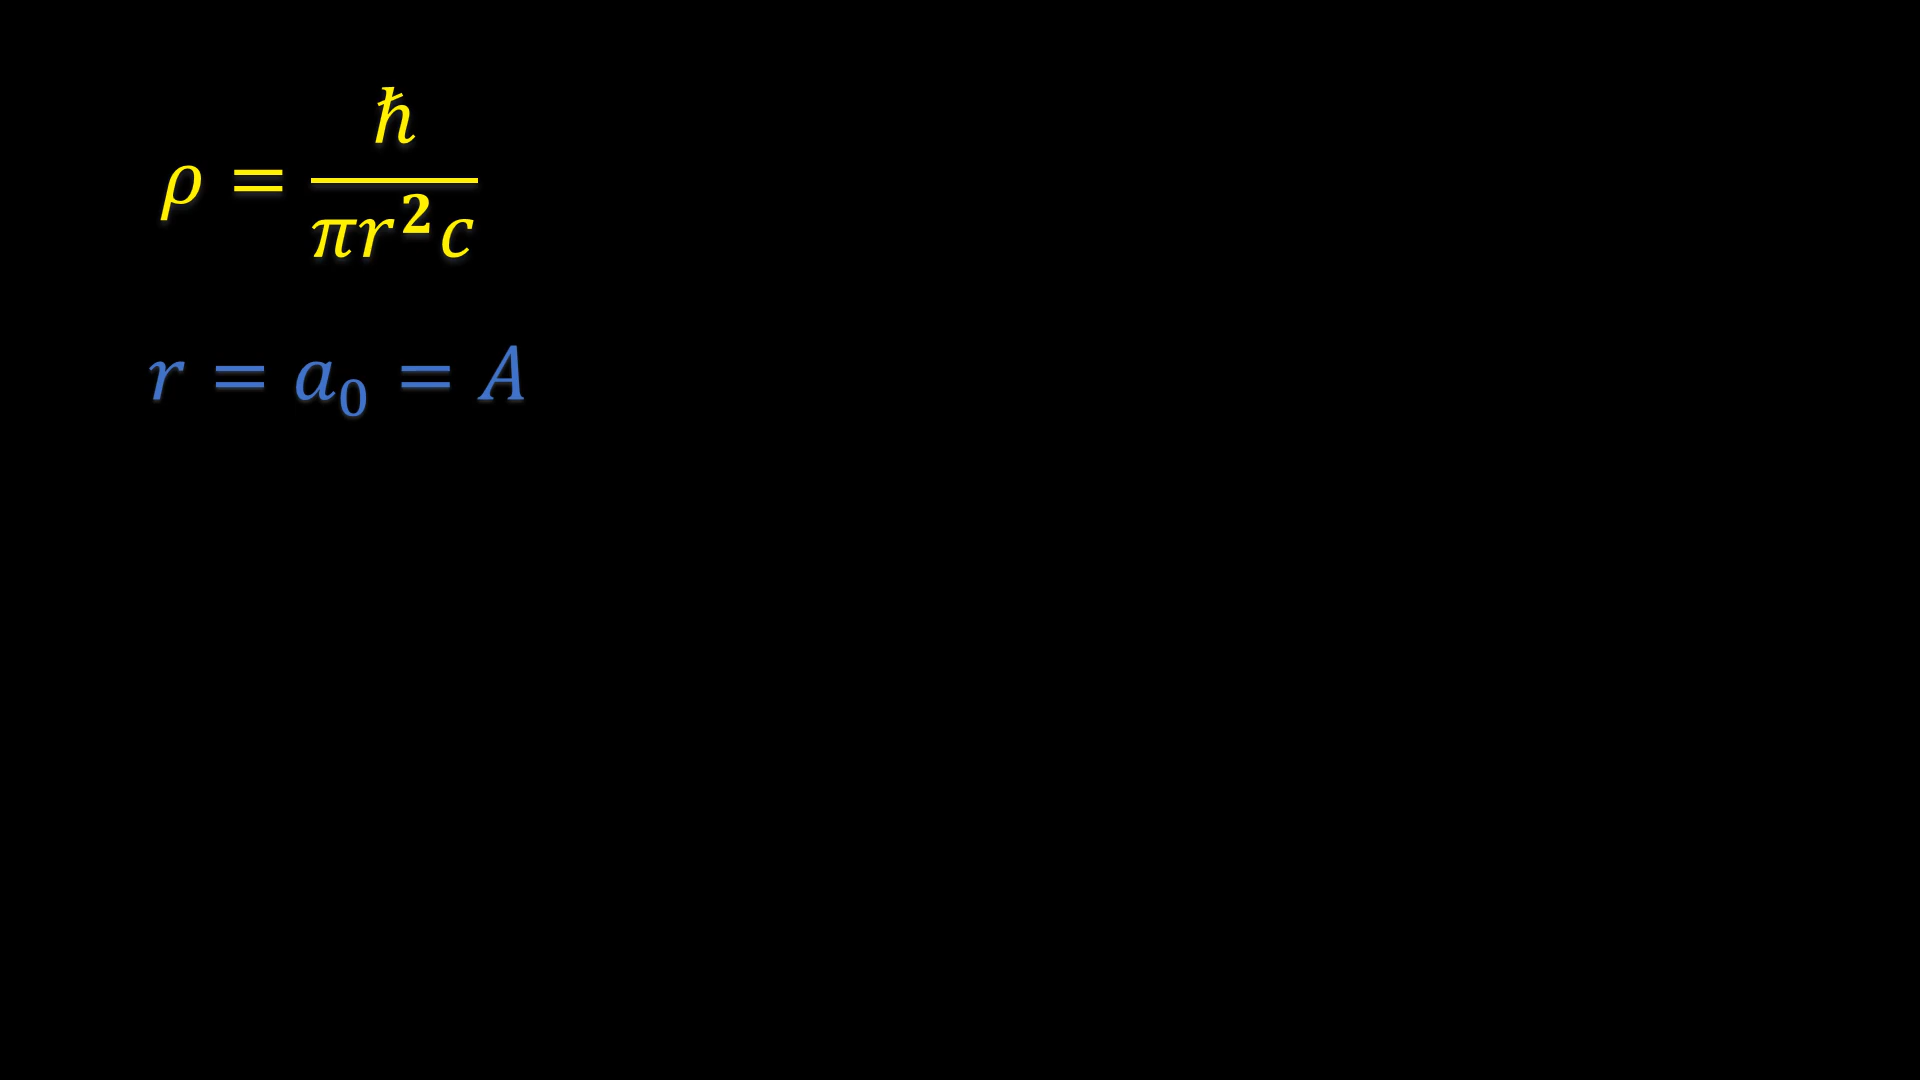 ρ = ℏ / πr²c
r = a₀ = A